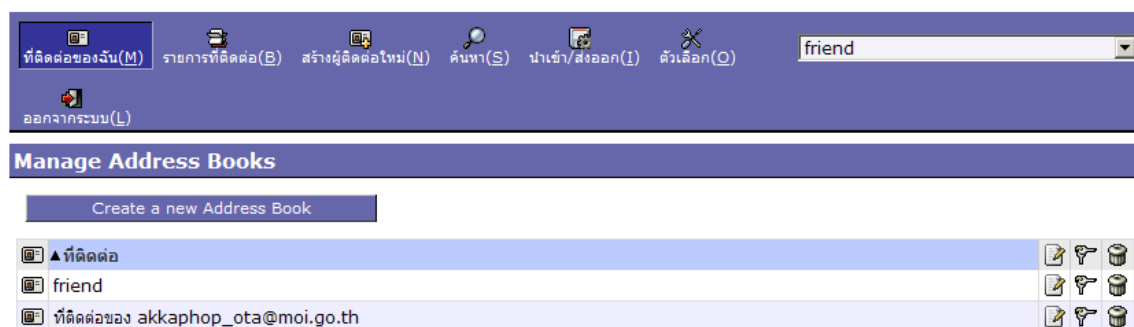 ที่ติดต่อของฉัน(M) รายการที่ติดต่อ(B) สร้างผู้ติดต่อใหม่(N) ค้นหา(S) นำเข้า/ส่งออก(I) ตัวเลือก(O) friend
ออกจากระบบ(L)
Manage Address Books
Create a new Address Book
▲ที่ติดต่อ
friend
ที่ติดต่อของ akkaphop_ota@moi.go.th